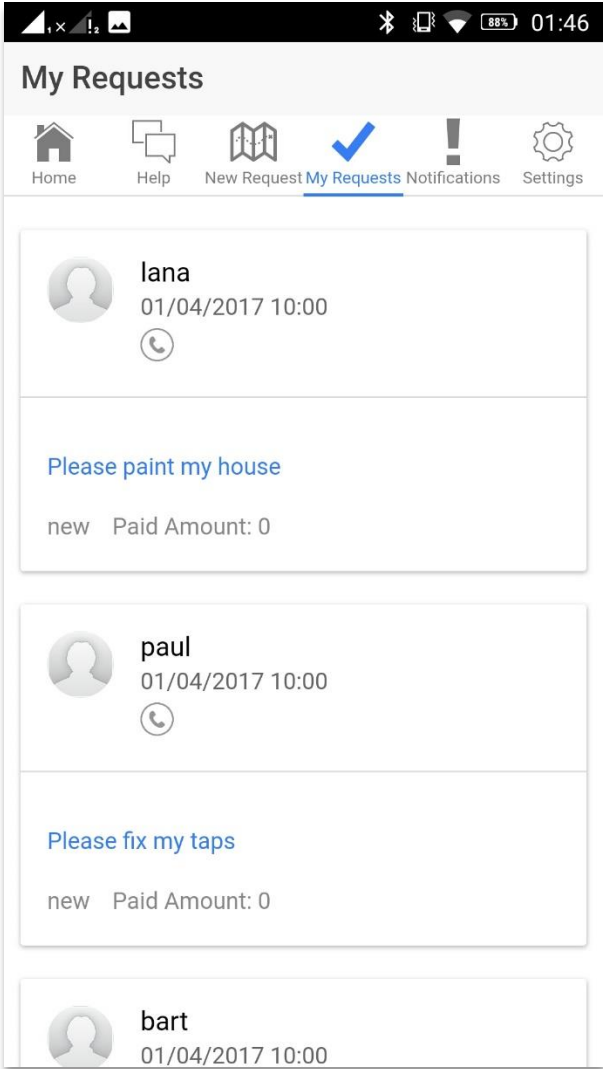 1 2 88% 01:46
My Requests
Home Help New Request My Requests Notifications Settings
lana
01/04/2017 10:00
Please paint my house
new Paid Amount: 0
paul
01/04/2017 10:00
Please fix my taps
new Paid Amount: 0
bart
01/04/2017 10:00